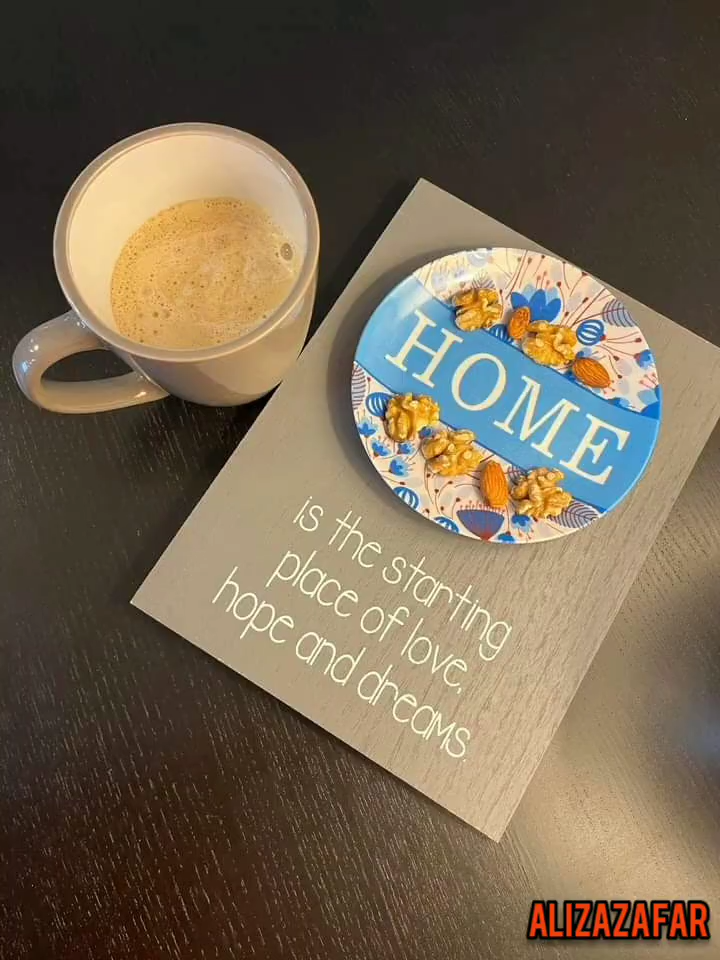 HOME
is the starting
place of love,
hope and dreams.
ALIZAZAFAR